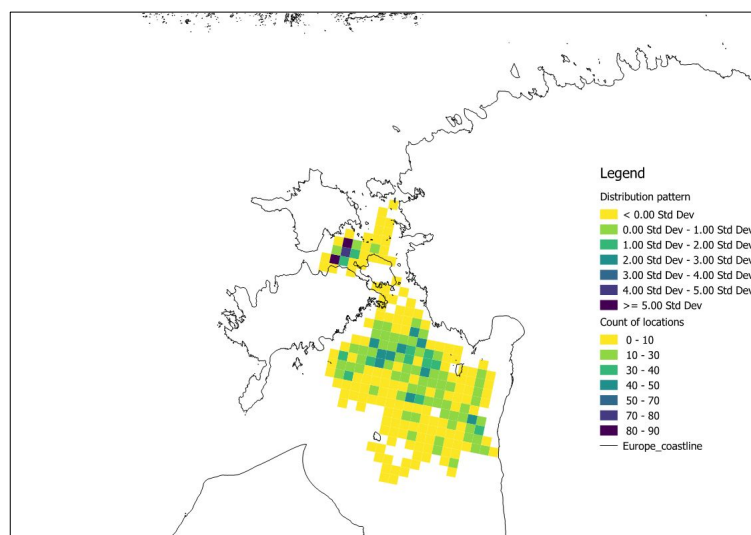 Legend
Distribution pattern
< 0.00 Std Dev
0.00 Std Dev - 1.00 Std Dev
1.00 Std Dev - 2.00 Std Dev
2.00 Std Dev - 3.00 Std Dev
3.00 Std Dev - 4.00 Std Dev
4.00 Std Dev - 5.00 Std Dev
>= 5.00 Std Dev
Count of locations
0 - 10
10 - 30
30 - 40
40 - 50
50 - 70
70 - 80
80 - 90
Europe_coastline